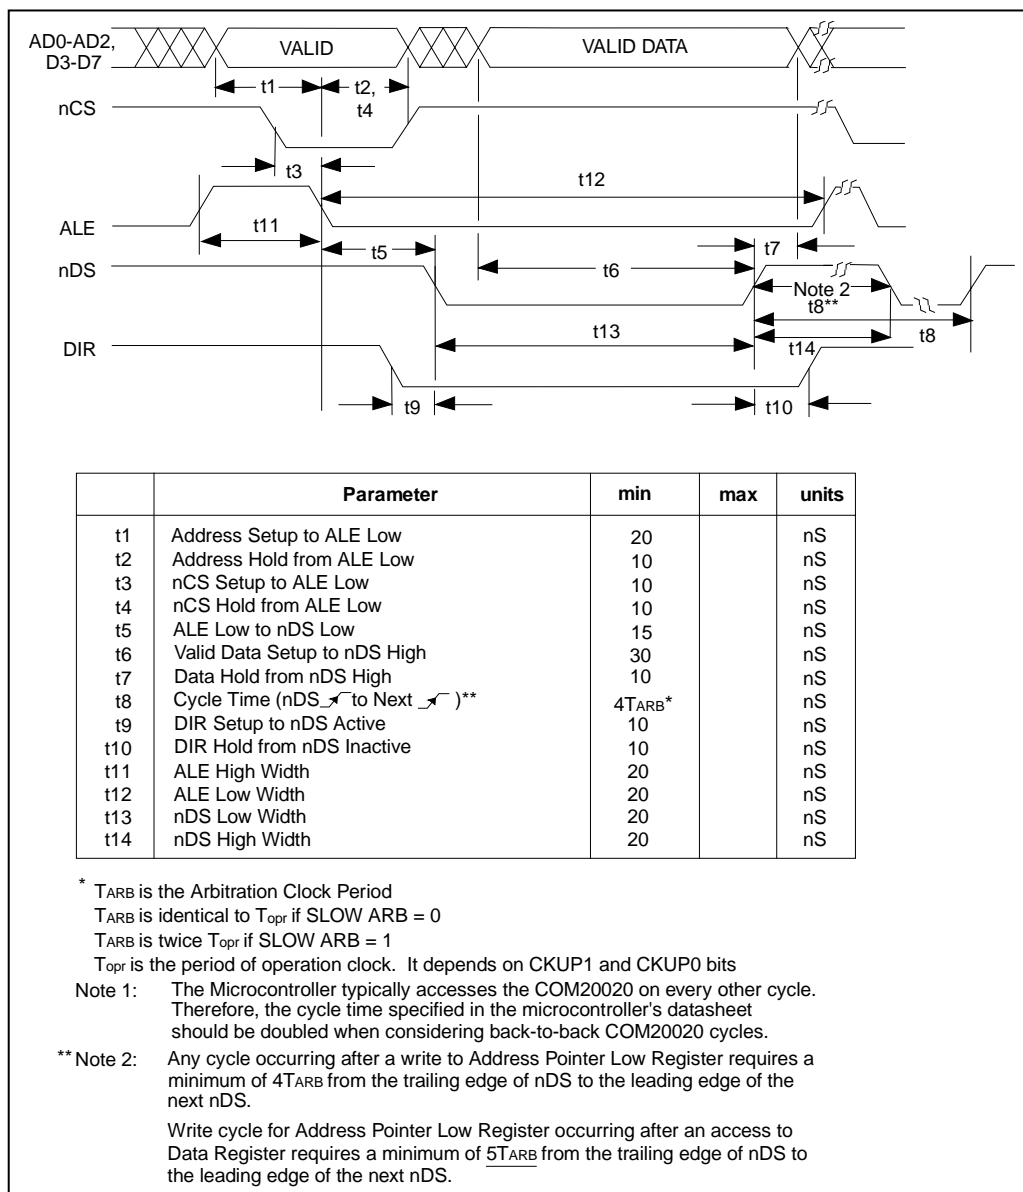 AD0-AD2,
D3-D7
VALID
VALID DATA
t1
t2,
t4
nCS
t3
t12
ALE
t11
t5
t7
nDS
t6
Note 2
t8**
t8
t13
t14
DIR
t9
t10
Parameter min max units
t1 Address Setup to ALE Low 20 nS
t2 Address Hold from ALE Low 10 nS
t3 nCS Setup to ALE Low 10 nS
t4 nCS Hold from ALE Low 10 nS
t5 ALE Low to nDS Low 15 nS
t6 Valid Data Setup to nDS High 30 nS
t7 Data Hold from nDS High 10 nS
t8 Cycle Time (nDS to Next )** 4TARB* nS
t9 DIR Setup to nDS Active 10 nS
t10 DIR Hold from nDS Inactive 10 nS
t11 ALE High Width 20 nS
t12 ALE Low Width 20 nS
t13 nDS Low Width 20 nS
t14 nDS High Width 20 nS
* TARB is the Arbitration Clock Period
TARB is identical to Topr if SLOW ARB = 0
TARB is twice Topr if SLOW ARB = 1
Topr is the period of operation clock. It depends on CKUP1 and CKUP0 bits
Note 1: The Microcontroller typically accesses the COM20020 on every other cycle.
Therefore, the cycle time specified in the microcontroller's datasheet
should be doubled when considering back-to-back COM20020 cycles.
** Note 2: Any cycle occurring after a write to Address Pointer Low Register requires a
minimum of 4TARB from the trailing edge of nDS to the leading edge of the
next nDS.
Write cycle for Address Pointer Low Register occurring after an access to
Data Register requires a minimum of 5TARB from the trailing edge of nDS to
the leading edge of the next nDS.